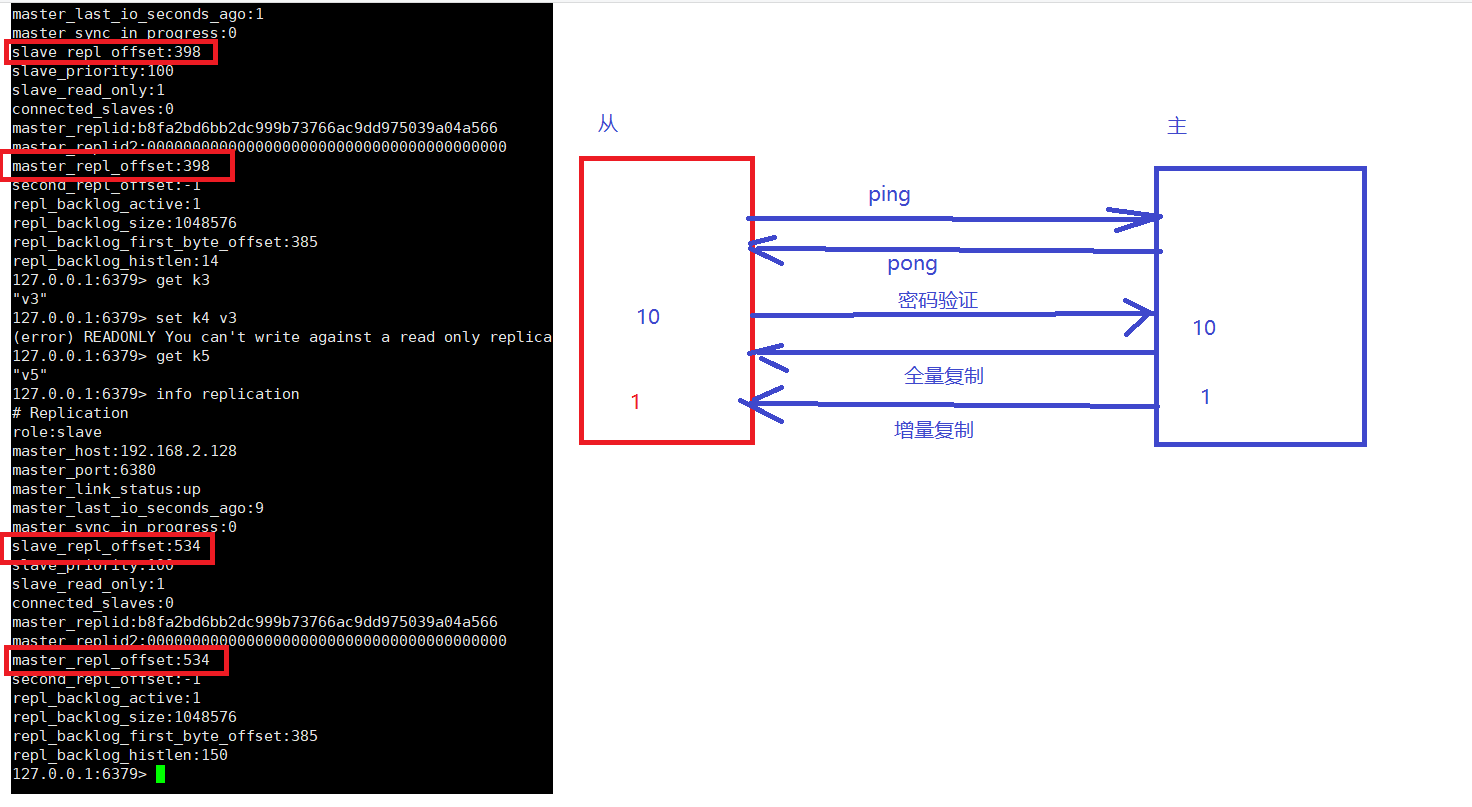 master_last_io_seconds_ago:1
master_sync_in_progress:0
slave_repl_offset:398
slave_priority:100
slave_read_only:1
connected_slaves:0
master_replid:b8fa2bd6bb2dc999b73766ac9dd975039a04a566
master_replid2:0000000000000000000000000000000000000000
master_repl_offset:398
second_repl_offset:-1
repl_backlog_active:1
repl_backlog_size:1048576
repl_backlog_first_byte_offset:385
repl_backlog_histlen:14
127.0.0.1:6379> get k3
"v3"
127.0.0.1:6379> set k4 v3
(error) READONLY You can't write against a read only replica
127.0.0.1:6379> get k5
"v5"
127.0.0.1:6379> info replication
# Replication
role:slave
master_host:192.168.2.128
master_port:6380
master_link_status:up
master_last_io_seconds_ago:9
master_sync_in_progress:0
slave_repl_offset:534
slave_priority:100
slave_read_only:1
connected_slaves:0
master_replid:b8fa2bd6bb2dc999b73766ac9dd975039a04a566
master_replid2:0000000000000000000000000000000000000000
master_repl_offset:534
second_repl_offset:-1
repl_backlog_active:1
repl_backlog_size:1048576
repl_backlog_first_byte_offset:385
repl_backlog_histlen:150
127.0.0.1:6379>
从
主
ping
pong
密码验证
10
10
全量复制
1
1
增量复制